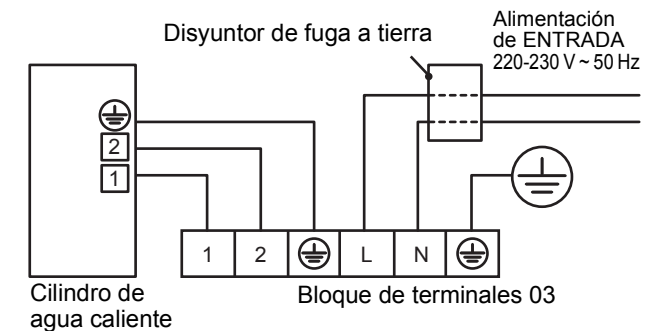 Disyuntor de fuga a tierra
Alimentación
de ENTRADA
220-230 V ~ 50 Hz
2
1
1 2 L N
Cilindro de
agua caliente
Bloque de terminales 03